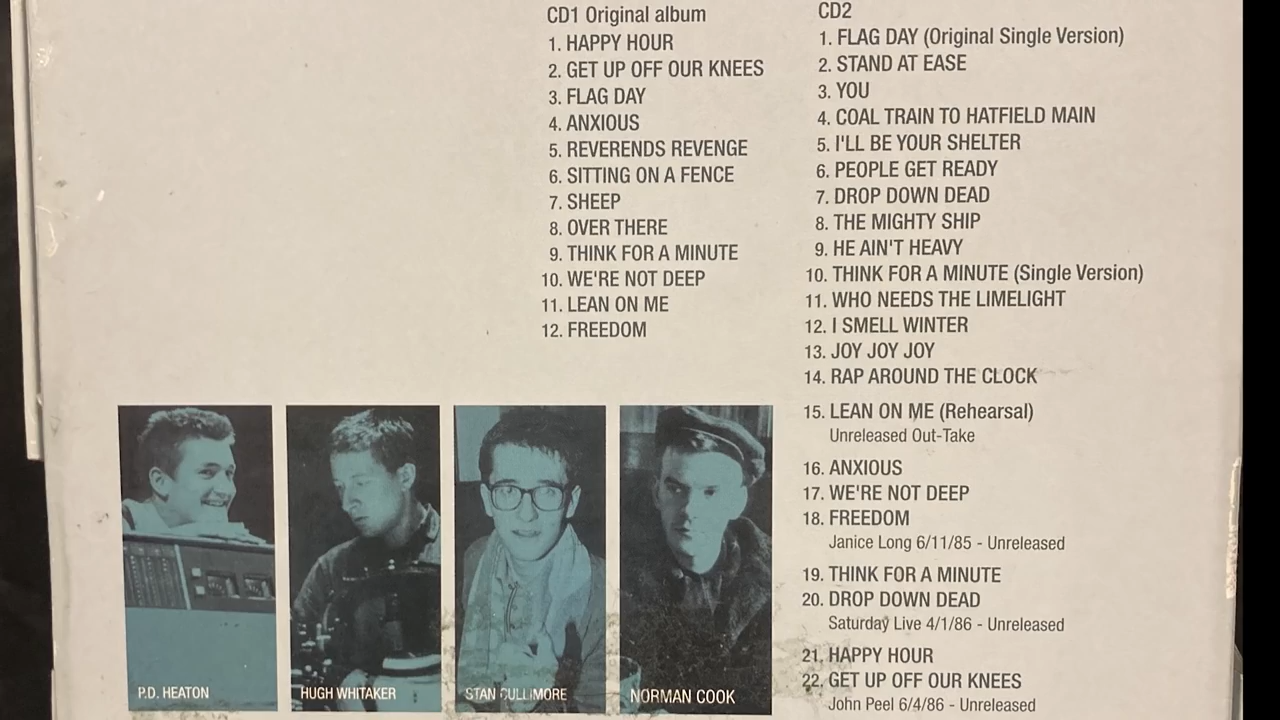 CD1 Original album
1. HAPPY HOUR
2. GET UP OFF OUR KNEES
3. FLAG DAY
4. ANXIOUS
5. REVERENDS REVENGE
6. SITTING ON A FENCE
7. SHEEP
8. OVER THERE
9. THINK FOR A MINUTE
10. WE'RE NOT DEEP
11. LEAN ON ME
12. FREEDOM
CD2
1. FLAG DAY (Original Single Version)
2. STAND AT EASE
3. YOU
4. COAL TRAIN TO HATFIELD MAIN
5. I'LL BE YOUR SHELTER
6. PEOPLE GET READY
7. DROP DOWN DEAD
8. THE MIGHTY SHIP
9. HE AIN'T HEAVY
10. THINK FOR A MINUTE (Single Version)
11. WHO NEEDS THE LIMELIGHT
12. I SMELL WINTER
13. JOY JOY JOY
14. RAP AROUND THE CLOCK
15. LEAN ON ME (Rehearsal)
Unreleased Out-Take
16. ANXIOUS
17. WE'RE NOT DEEP
18. FREEDOM
Janice Long 6/11/85 - Unreleased
19. THINK FOR A MINUTE
20. DROP DOWN DEAD
Saturday Live 4/1/86 - Unreleased
21. HAPPY HOUR
22. GET UP OFF OUR KNEES
John Peel 6/4/86 - Unreleased
P.D. HEATON
HUGH WHITAKER
STAN CULLIMORE
NORMAN COOK